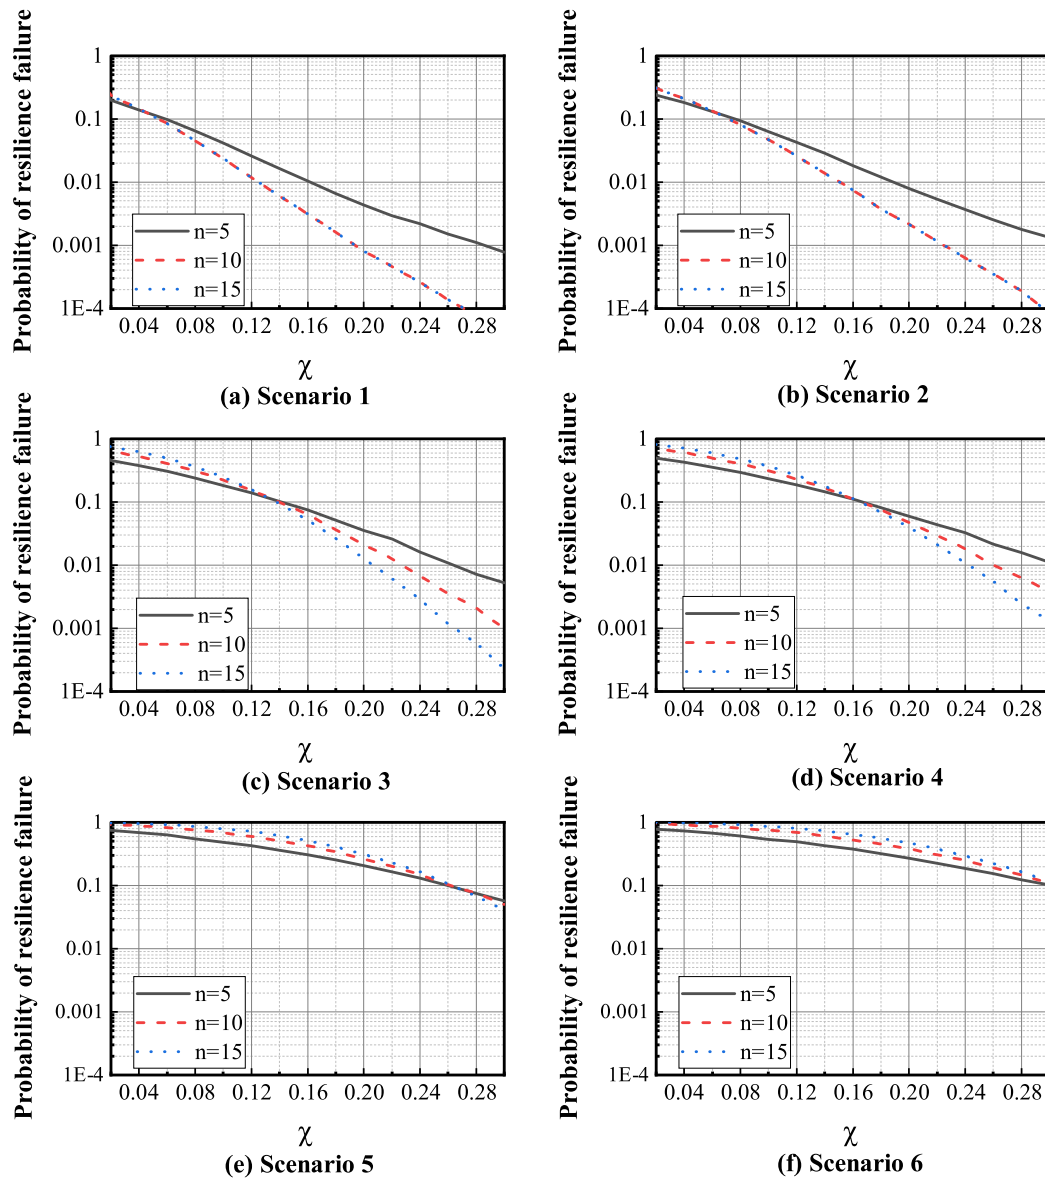 Probability of resilience failure
1
0.1
0.01
0.001
1E-4
n=5
n=10
n=15
0.04 0.08 0.12 0.16 0.20 0.24 0.28
χ
(a) Scenario 1
Probability of resilience failure
1
0.1
0.01
0.001
1E-4
n=5
n=10
n=15
0.04 0.08 0.12 0.16 0.20 0.24 0.28
χ
(b) Scenario 2
Probability of resilience failure
1
0.1
0.01
0.001
1E-4
n=5
n=10
n=15
0.04 0.08 0.12 0.16 0.20 0.24 0.28
χ
(c) Scenario 3
Probability of resilience failure
1
0.1
0.01
0.001
1E-4
n=5
n=10
n=15
0.04 0.08 0.12 0.16 0.20 0.24 0.28
χ
(d) Scenario 4
Probability of resilience failure
1
0.1
0.01
0.001
1E-4
n=5
n=10
n=15
0.04 0.08 0.12 0.16 0.20 0.24 0.28
χ
(e) Scenario 5
Probability of resilience failure
1
0.1
0.01
0.001
1E-4
n=5
n=10
n=15
0.04 0.08 0.12 0.16 0.20 0.24 0.28
χ
(f) Scenario 6